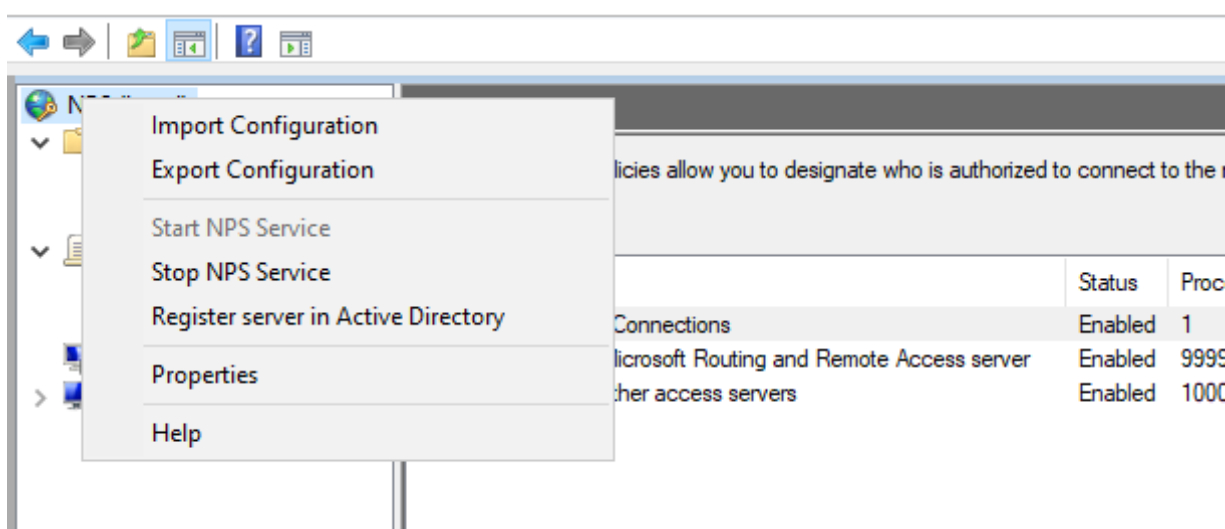 Import Configuration
Export Configuration
licies allow you to designate who is authorized to connect to the
Start NPS Service
Stop NPS Service
Status
Register server in Active Directory
Connections Enabled 1
licrosoft Routing and Remote Access server Enabled 9999
Properties
ther access servers Enabled 1000
Help